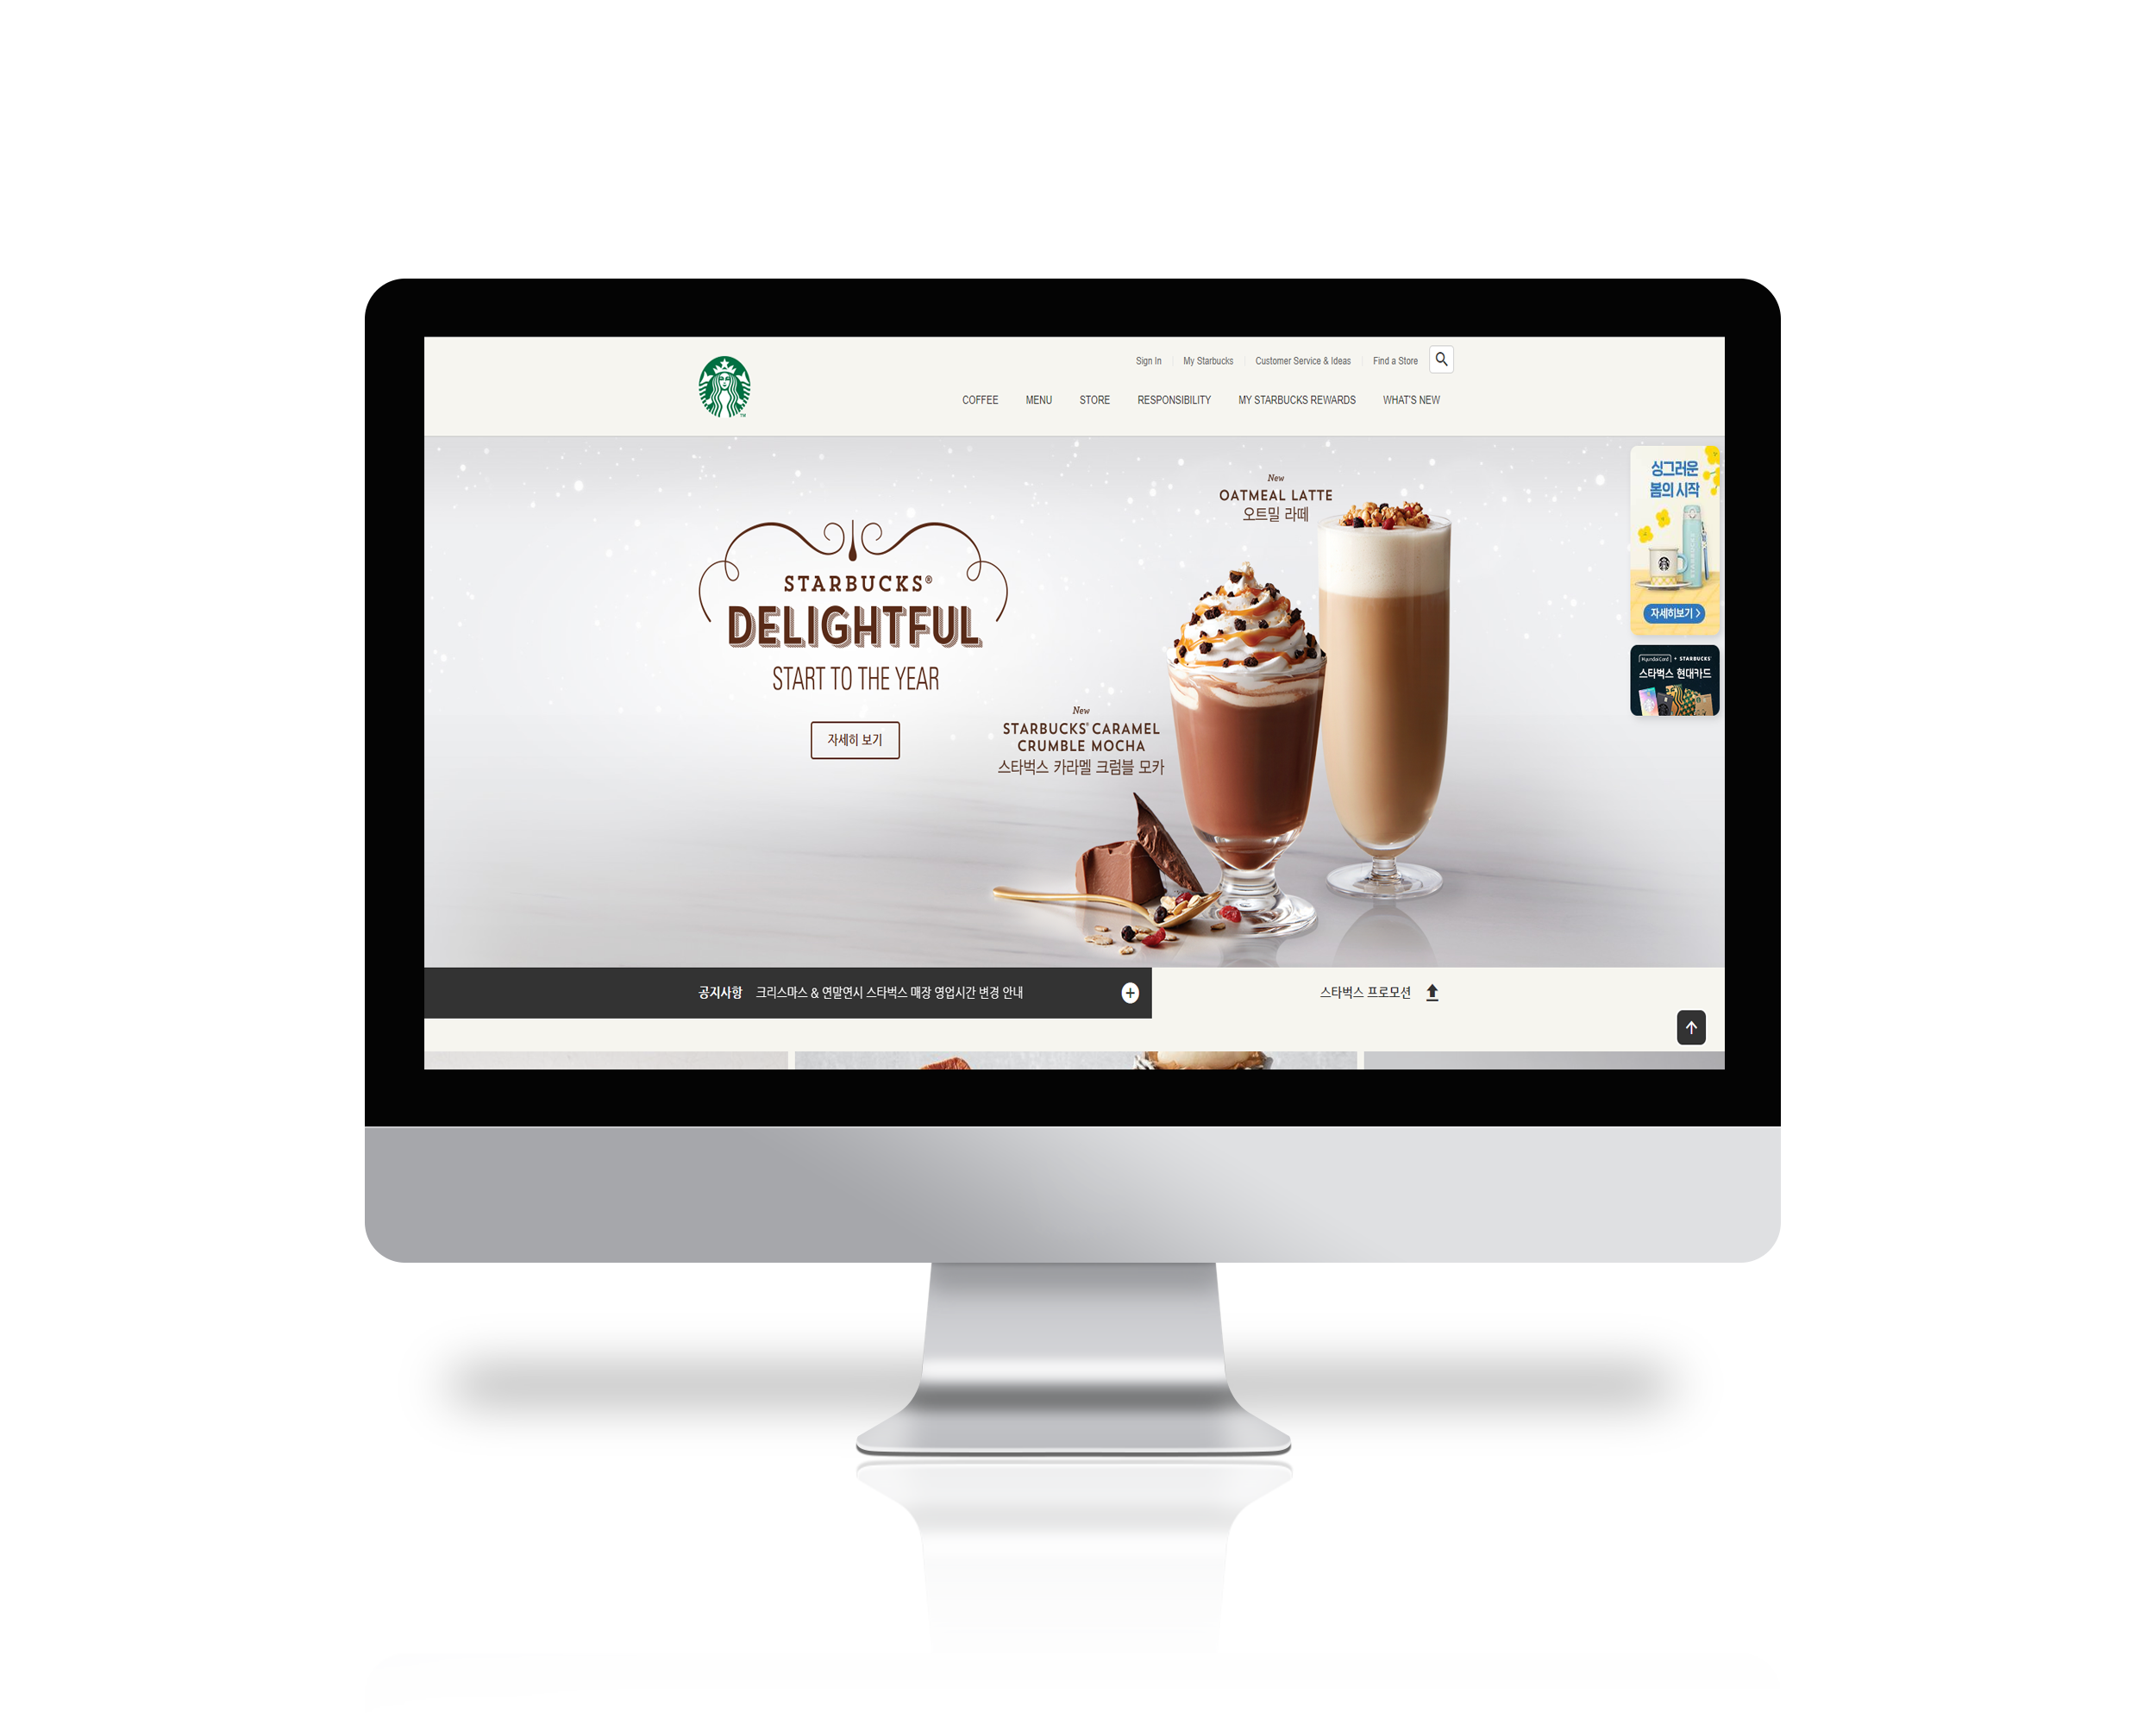 Sign In
My Starbucks
Customer Service & Ideas
Find a Store
COFFEE
MENU
STORE
RESPONSIBILITY
MY STARBUCKS REWARDS
WHAT'S NEW
STARBUCKS®
DELIGHTFUL
START TO THE YEAR
자세히 보기
New
OATMEAL LATTE
오트밀 라떼
New
STARBUCKS® CARAMEL
CRUMBLE MOCHA
스타벅스 카라멜 크럼블 모카
싱그러운
봄의 시작
자세히보기 >
HyundaiCard + STARBUCKS
스타벅스 현대카드
공지사항 크리스마스 & 연말연시 스타벅스 매장 영업시간 변경 안내
스타벅스 프로모션